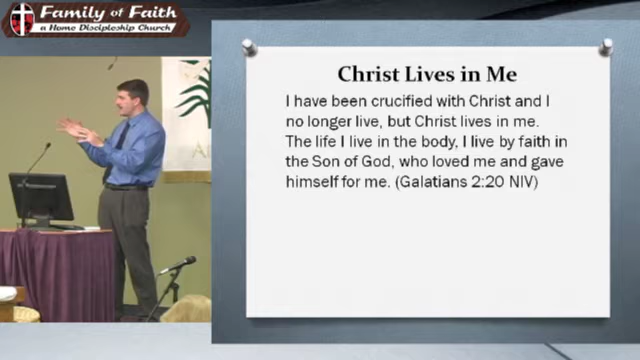 Family of Faith
a Home Discipleship Church
Christ Lives in Me
I have been crucified with Christ and I
no longer live, but Christ lives in me.
The life I live in the body, I live by faith in
the Son of God, who loved me and gave
himself for me. (Galatians 2:20 NIV)